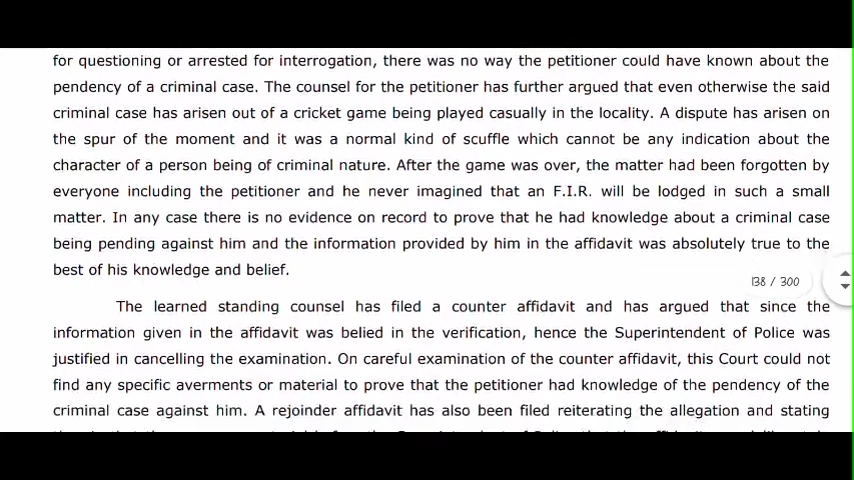 for questioning or arrested for interrogation, there was no way the petitioner could have known about the
pendency of a criminal case. The counsel for the petitioner has further argued that even otherwise the said
criminal case has arisen out of a cricket game being played casually in the locality. A dispute has arisen on
the spur of the moment and it was a normal kind of scuffle which cannot be any indication about the
character of a person being of criminal nature. After the game was over, the matter had been forgotten by
everyone including the petitioner and he never imagined that an F.I.R. will be lodged in such a small
matter. In any case there is no evidence on record to prove that he had knowledge about a criminal case
being pending against him and the information provided by him in the affidavit was absolutely true to the
best of his knowledge and belief.
138 / 300
The learned standing counsel has filed a counter affidavit and has argued that since the
information given in the affidavit was belied in the verification, hence the Superintendent of Police was
justified in cancelling the examination. On careful examination of the counter affidavit, this Court could not
find any specific averments or material to prove that the petitioner had knowledge of the pendency of the
criminal case against him. A rejoinder affidavit has also been filed reiterating the allegation and stating